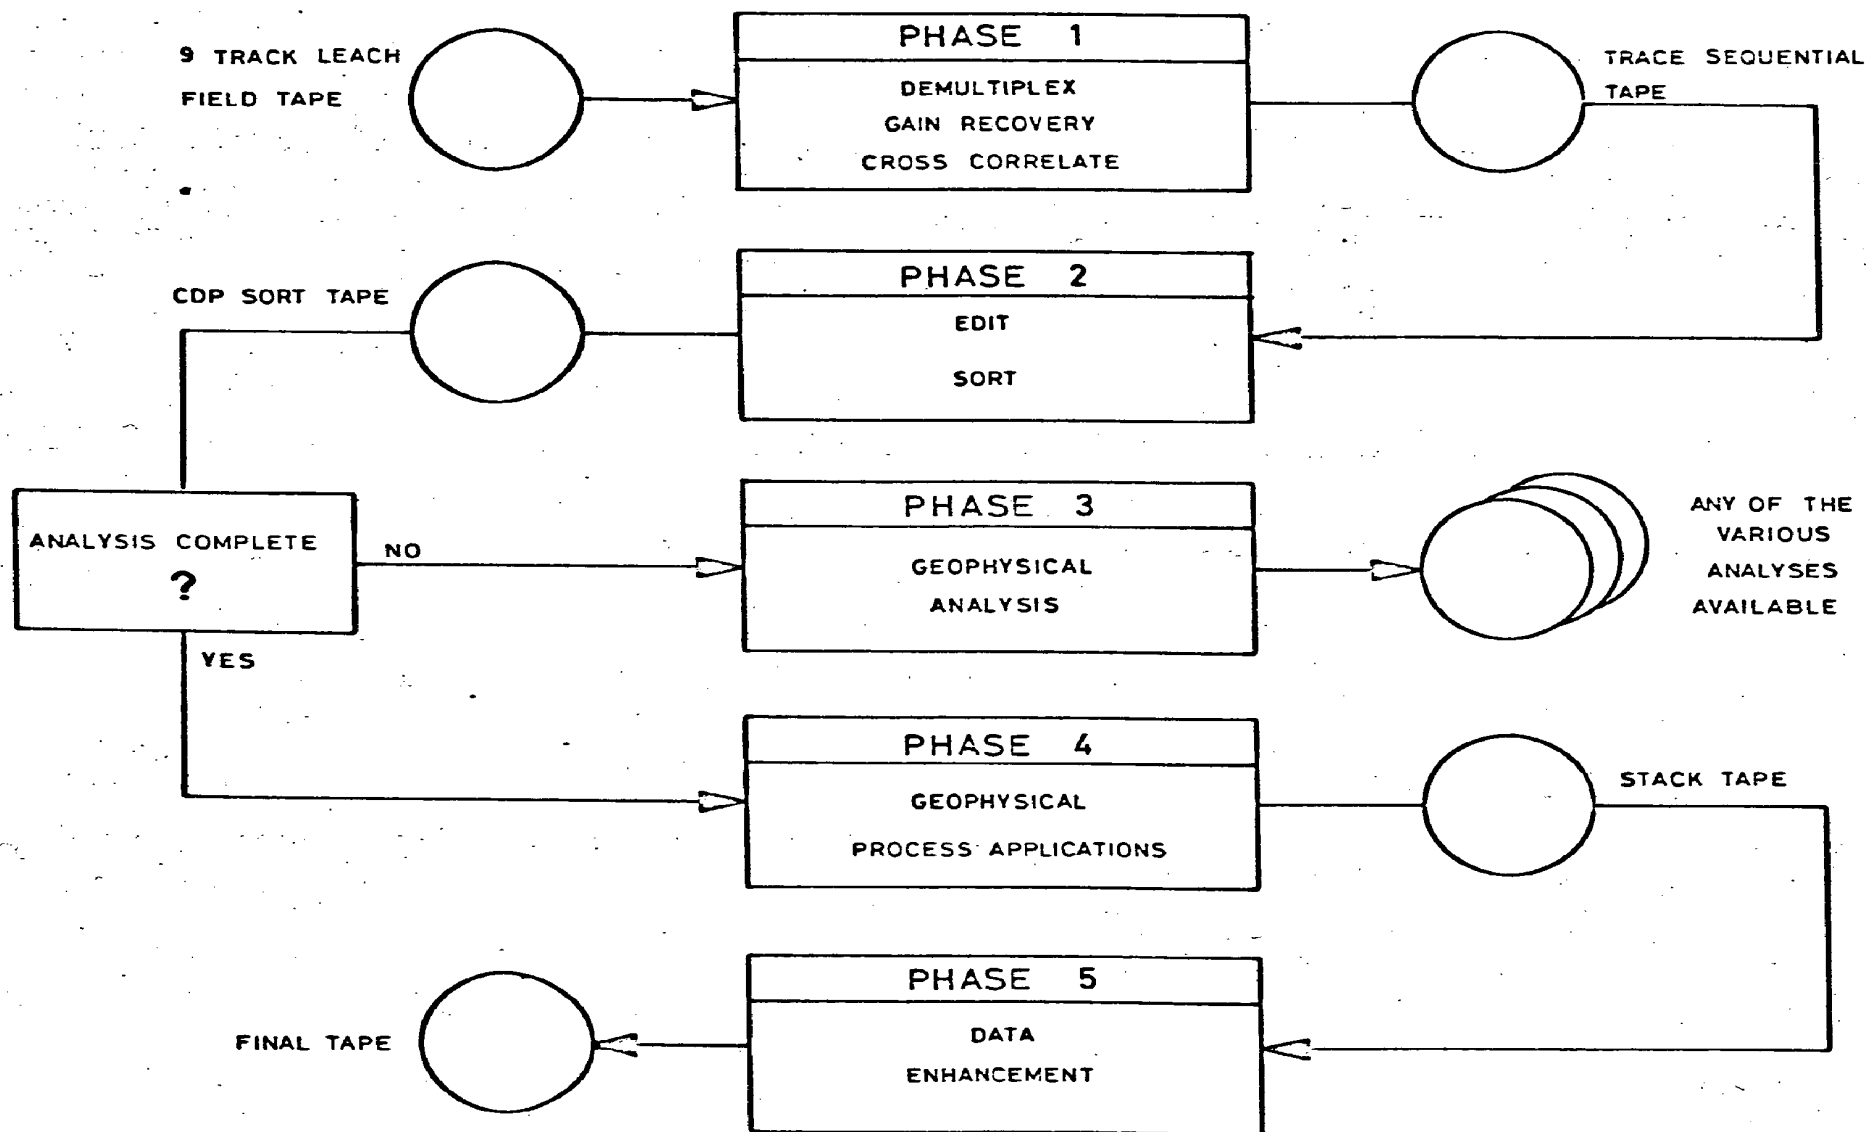 9 TRACK LEACH
FIELD TAPE
PHASE 1
DEMULTIPLEX
GAIN RECOVERY
CROSS CORRELATE
TRACE SEQUENTIAL
TAPE
CDP SORT TAPE
PHASE 2
EDIT
SORT
ANALYSIS COMPLETE
?
NO
YES
PHASE 3
GEOPHYSICAL
ANALYSIS
ANY OF THE
VARIOUS
ANALYSES
AVAILABLE
PHASE 4
GEOPHYSICAL
PROCESS APPLICATIONS
STACK TAPE
PHASE 5
DATA
ENHANCEMENT
FINAL TAPE